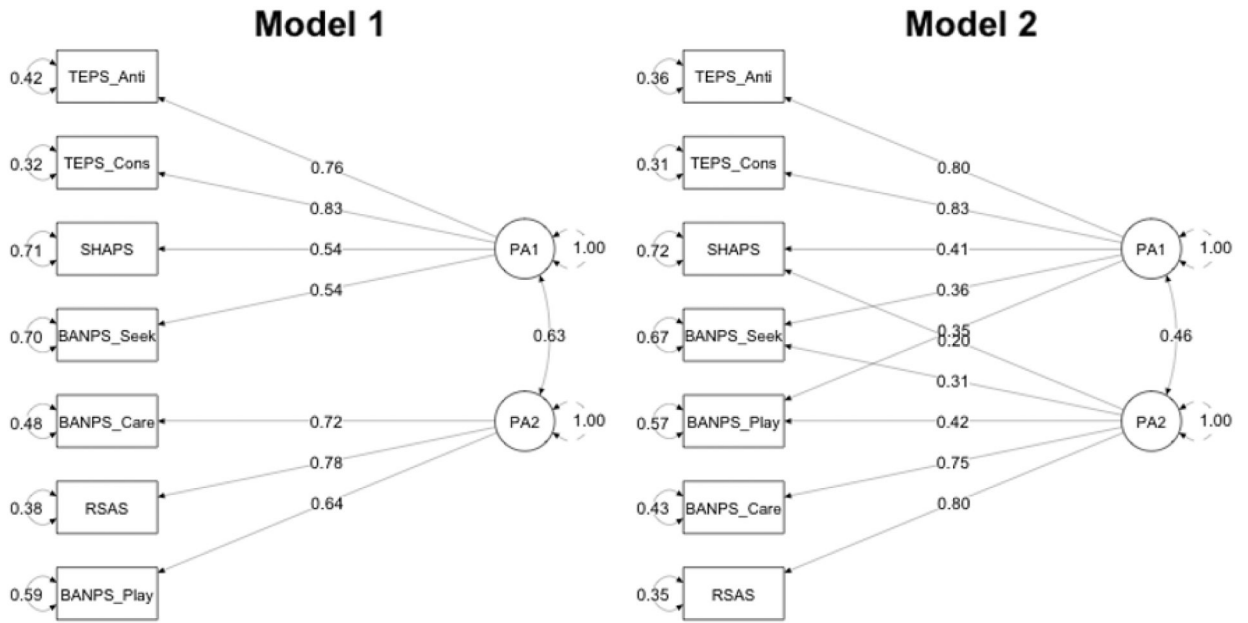 Model 1
0.42 TEPS_Anti
0.32 TEPS_Cons
0.71 SHAPS
0.70 BANPS_Seek
0.48 BANPS_Care
0.38 RSAS
0.59 BANPS_Play
0.76
0.83
0.54
0.54
0.72
0.78
0.64
PA1 1.00
0.63
PA2 1.00
Model 2
0.36 TEPS_Anti
0.31 TEPS_Cons
0.72 SHAPS
0.67 BANPS_Seek
0.57 BANPS_Play
0.43 BANPS_Care
0.35 RSAS
0.80
0.83
0.41
0.36
0.35
0.20
0.31
0.42
0.75
0.80
PA1 1.00
0.46
PA2 1.00